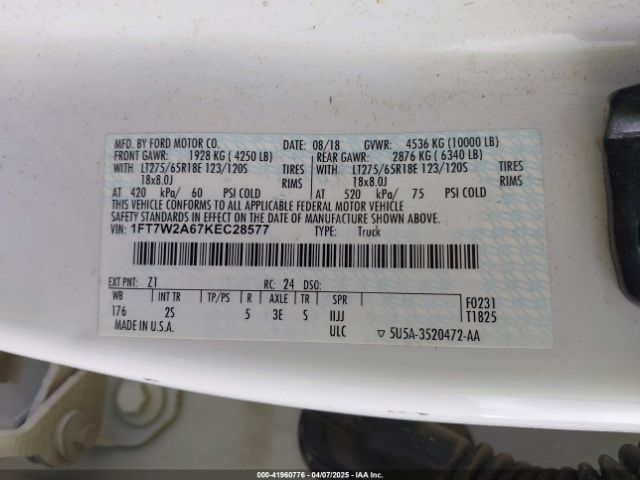 MFD. BY FORD MOTOR CO. DATE: 08/18 GVWR: 4536 KG (10000 LB)
FRONT GAWR: 1928 KG (4250 LB) REAR GAWR: 2876 KG (6340 LB)
WITH LT275/65R18E 123/120S TIRES WITH LT275/65R18E 123/120S TIRES
18x8.0J RIMS 18x8.0J RIMS
AT 420 kPa/ 60 PSI COLD AT 520 kPa/ 75 PSI COLD
THIS VEHICLE CONFORMS TO ALL APPLICABLE FEDERAL MOTOR VEHICLE
SAFETY STANDARDS IN EFFECT ON THE DATE OF MANUFACTURE SHOWN ABOVE.
VIN: 1FT7W2A67KEC28577 TYPE: Truck
EXT PNT: Z1 RC: 24 DSO:
WB INT TR TP/PS R AXLE TR SPR F0231
176 2S 5 3E S IIJJ T1825
MADE IN U.S.A. ULC ▽ 5U5A-3520472-AA
00-41960776 - 04/07/2025 - IAA Inc.